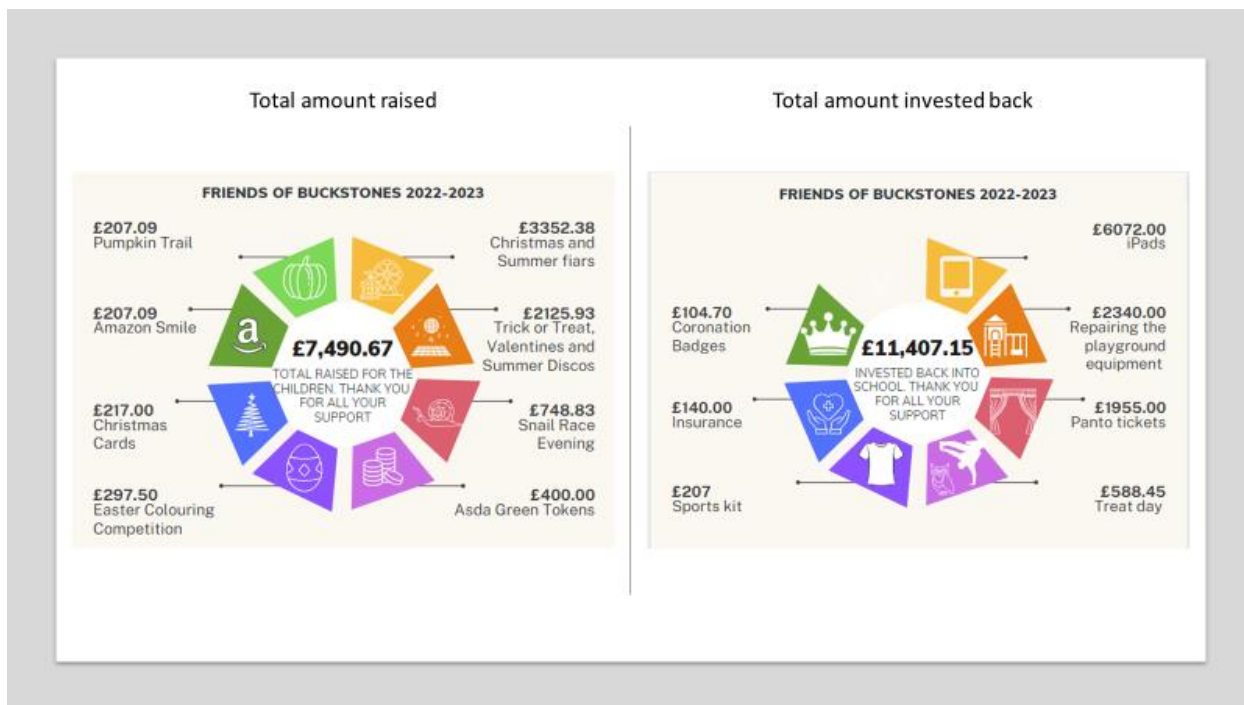 Total amount raised
FRIENDS OF BUCKSTONES 2022-2023
£207.09
Pumpkin Trail
£3352.38
Christmas and
Summer fiars
£207.09
Amazon Smile
£2125.93
Trick or Treat,
Valentines and
Summer Discos
a
£7,490.67
TOTAL RAISED FOR THE
CHILDREN. THANK YOU
FOR ALL YOUR
SUPPORT
£217.00
Christmas
Cards
£748.83
Snail Race
Evening
£297.50
Easter Colouring
Competition
£400.00
Asda Green Tokens
Total amount invested back
FRIENDS OF BUCKSTONES 2022-2023
£6072.00
iPads
£104.70
Coronation
Badges
£2340.00
Repairing the
playground
equipment
£11,407.15
INVESTED BACK INTO
SCHOOL. THANK YOU
FOR ALL YOUR
SUPPORT
£140.00
Insurance
£1955.00
Panto tickets
£207
Sports kit
£588.45
Treat day